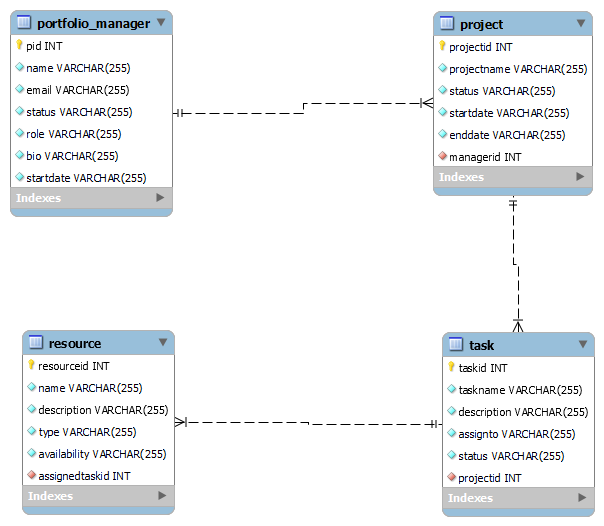 portfolio_manager
pid INT
name VARCHAR(255)
email VARCHAR(255)
status VARCHAR(255)
role VARCHAR(255)
bio VARCHAR(255)
startdate VARCHAR(255)
Indexes
project
projectid INT
projectname VARCHAR(255)
status VARCHAR(255)
startdate VARCHAR(255)
enddate VARCHAR(255)
managerid INT
Indexes
resource
resourceid INT
name VARCHAR(255)
description VARCHAR(255)
type VARCHAR(255)
availability VARCHAR(255)
assignedtaskid INT
Indexes
task
taskid INT
taskname VARCHAR(255)
description VARCHAR(255)
assignto VARCHAR(255)
status VARCHAR(255)
projectid INT
Indexes